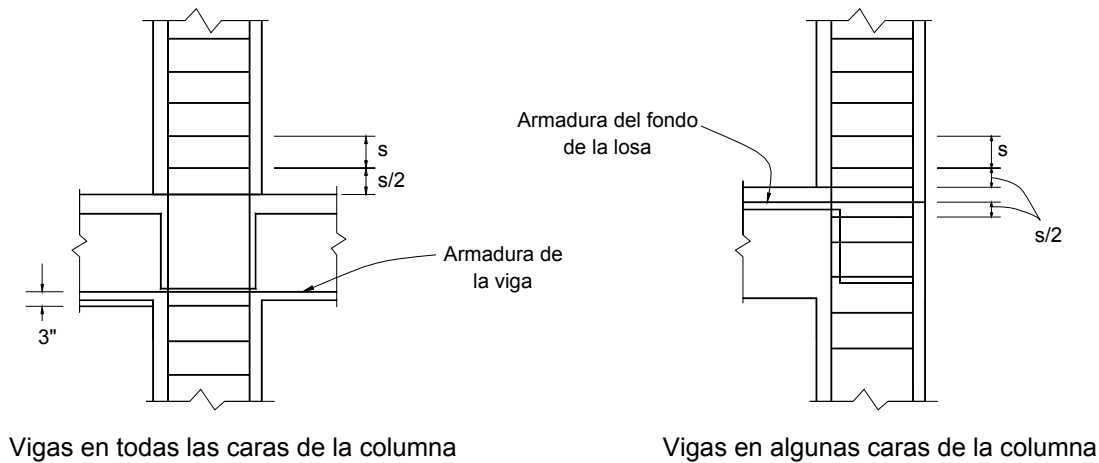 s
s/2
Armadura de
la viga
3"
Vigas en todas las caras de la columna
Armadura del fondo
de la losa
s
s/2
Vigas en algunas caras de la columna